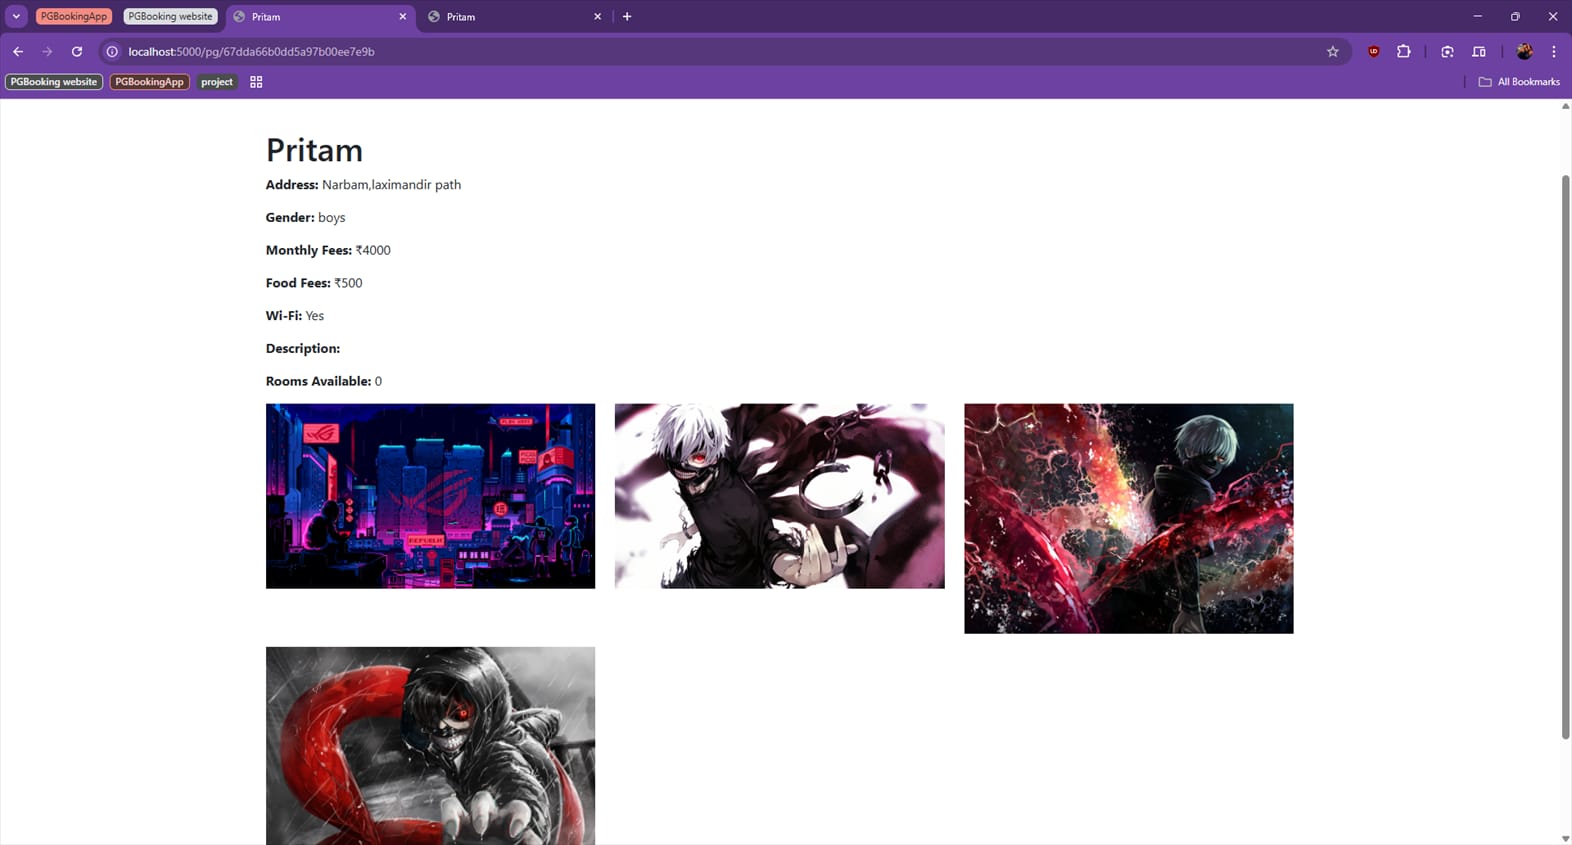 PGBookingApp
PGBooking website
Pritam
Pritam
localhost:5000/pg/67dda66b0dd5a97b00ee7e9b
PGBooking website
PGBookingApp
project
All Bookmarks
Pritam
Address: Narbam,laximandir path
Gender: boys
Monthly Fees: ₹4000
Food Fees: ₹500
Wi-Fi: Yes
Description:
Rooms Available: 0
REPUBLIC